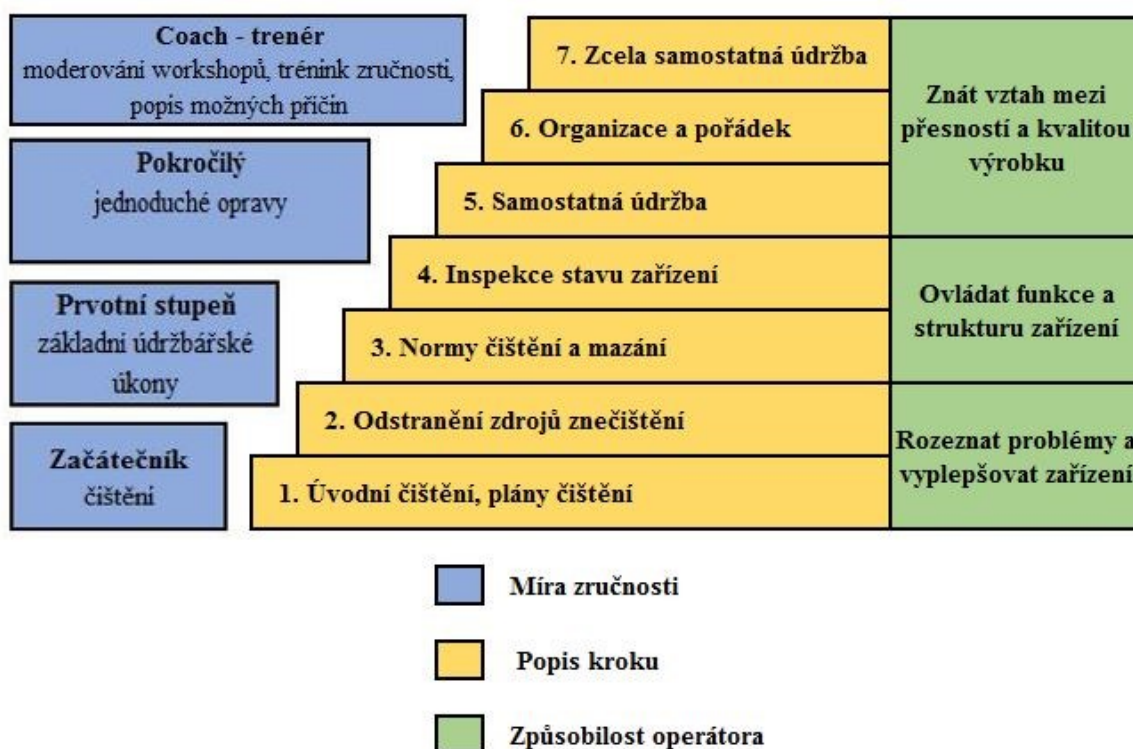 Coach - trenér
moderování workshopů, trénink zručnosti,
popis možných příčin
Pokročilý
jednoduché opravy
Prvotní stupeň
základní údržbářské
úkony
Začátečník
čištění
7. Zcela samostatná údržba
6. Organizace a pořádek
5. Samostatná údržba
4. Inspekce stavu zařízení
3. Normy čištění a mazání
2. Odstranění zdrojů znečištění
1. Úvodní čištění, plány čištění
Znát vztah mezi
přesností a kvalitou
výrobku
Ovládat funkce a
strukturu zařízení
Rozeznat problémy a
vyplepšovat zařízení
Míra zručnosti
Popis kroku
Způsobilost operátora